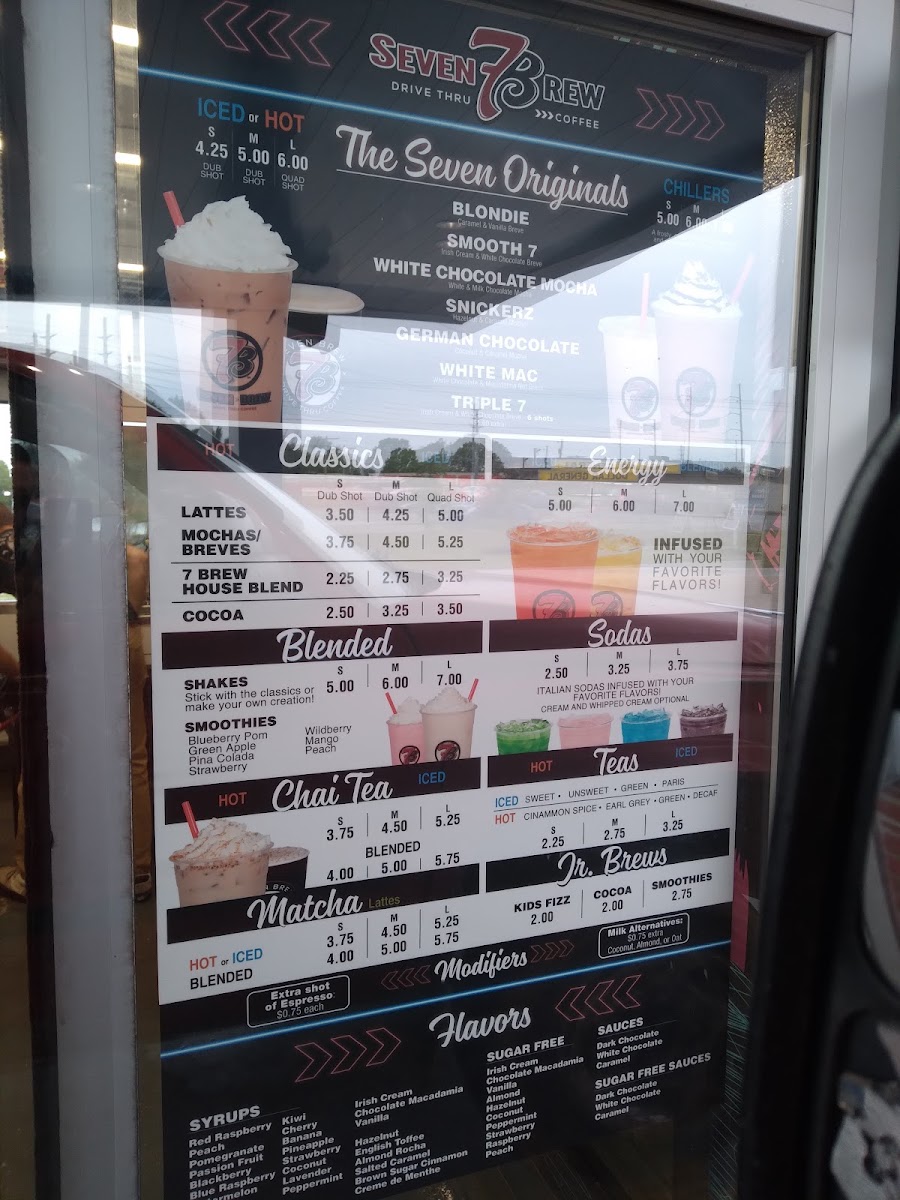 SEVEN 7 BREW
DRIVE THRU COFFEE
ICED or HOT
S M L
4.25 5.00 6.00
DUB SHOT DUB SHOT QUAD SHOT
The Seven Originals
BLONDIE
Caramel & Vanilla Breve
SMOOTH 7
Irish Cream & White Chocolate Breve
WHITE CHOCOLATE MOCHA
White & Milk Chocolate Mocha
SNICKERZ
GERMAN CHOCOLATE
WHITE MAC
TRIPLE 7
6 shots
CHILLERS
S M L
5.00
HOT Classics
S M L
Dub Shot Dub Shot Quad Shot
LATTES 3.50 4.25 5.00
MOCHAS/
BREVES 3.75 4.50 5.25
7 BREW
HOUSE BLEND 2.25 2.75 3.25
COCOA 2.50 3.25 3.50
Energy ICED
S M L
5.00 6.00 7.00
INFUSED
WITH YOUR
FAVORITE
FLAVORS!
Blended
S M L
5.00 6.00 7.00
SHAKES
Stick with the classics or
make your own creation!
SMOOTHIES
Blueberry Pom
Green Apple
Pina Colada
Strawberry
Wildberry
Mango
Peach
Sodas
S M L
2.50 3.25 3.75
ITALIAN SODAS INFUSED WITH YOUR
FAVORITE FLAVORS!
CREAM AND WHIPPED CREAM OPTIONAL
HOT Chai Tea ICED
S M L
3.75 4.50 5.25
BLENDED
4.00 5.00 5.75
HOT Teas ICED
ICED SWEET • UNSWEET • GREEN • PARIS
HOT CINAMMON SPICE • EARL GREY • GREEN • DECAF
S M L
2.25 2.75 3.25
Matcha Lattes
S M L
HOT or ICED 3.75 4.50 5.25
BLENDED 4.00 5.00 5.75
Jr. Brews
KIDS FIZZ COCOA SMOOTHIES
2.00 2.00 2.75
Modifiers
Extra shot
of Espresso:
$0.75 each
Milk Alternatives:
$0.75 extra
Coconut, Almond, or Oat
Flavors
SYRUPS
Red Raspberry
Peach
Pomegranate
Passion Fruit
Blackberry
Blue Raspberry
Kiwi
Cherry
Banana
Pineapple
Strawberry
Coconut
Lavender
Peppermint
Irish Cream
Chocolate Macadamia
Vanilla
Hazelnut
English Toffee
Almond Rocha
Salted Caramel
Brown Sugar Cinnamon
Creme de Menthe
SUGAR FREE
Irish Cream
Chocolate Macadamia
Vanilla
Almond
Hazelnut
Coconut
Peppermint
Strawberry
Raspberry
Peach
SAUCES
Dark Chocolate
White Chocolate
Caramel
SUGAR FREE SAUCES
Dark Chocolate
White Chocolate
Caramel